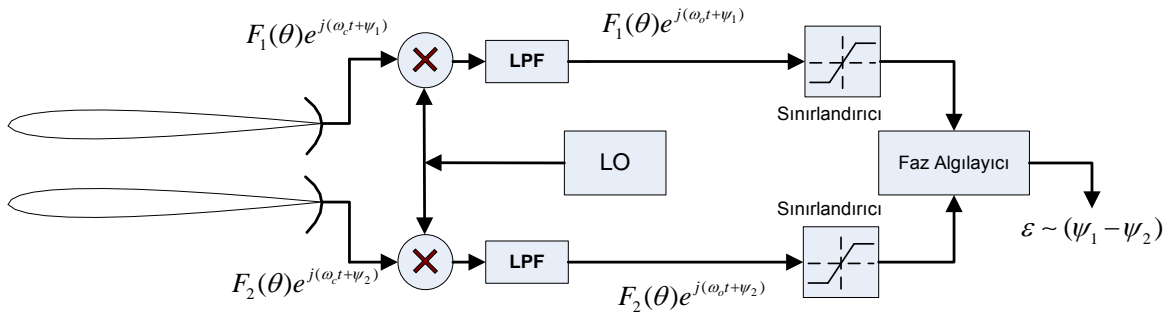 F₁(θ)e^{j(ω_c t+ψ₁)}
F₁(θ)e^{j(ω_o t+ψ₁)}
LPF
Sınırlandırıcı
LO
Faz Algılayıcı
Sınırlandırıcı
ε ~ (ψ₁ − ψ₂)
LPF
F₂(θ)e^{j(ω_c t+ψ₂)}
F₂(θ)e^{j(ω_o t+ψ₂)}